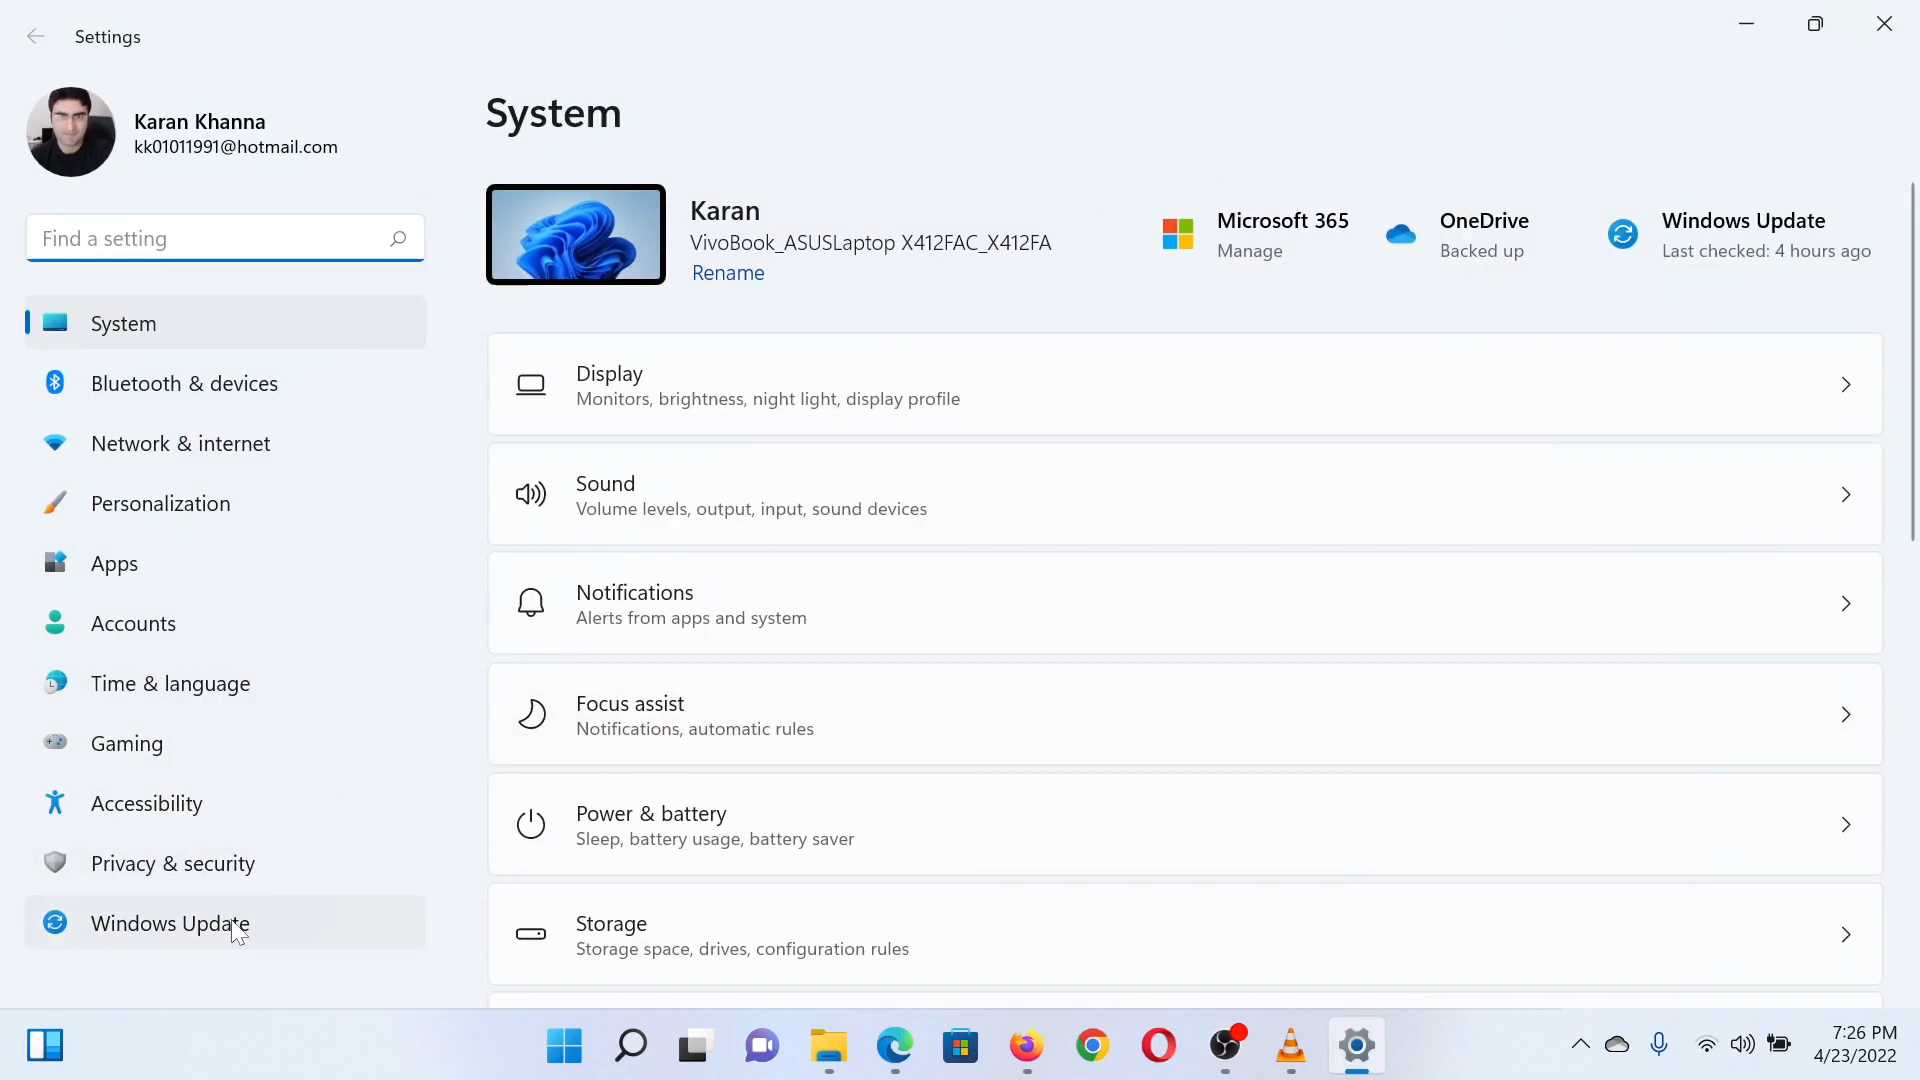 Settings
Karan Khanna
kk01011991@hotmail.com
Find a setting
System
Bluetooth & devices
Network & internet
Personalization
Apps
Accounts
Time & language
Gaming
Accessibility
Privacy & security
Windows Update
System
Karan
VivoBook_ASUSLaptop X412FAC_X412FA
Rename
Microsoft 365
Manage
OneDrive
Backed up
Windows Update
Last checked: 4 hours ago
Display
Monitors, brightness, night light, display profile
Sound
Volume levels, output, input, sound devices
Notifications
Alerts from apps and system
Focus assist
Notifications, automatic rules
Power & battery
Sleep, battery usage, battery saver
Storage
Storage space, drives, configuration rules
7:26 PM
4/23/2022